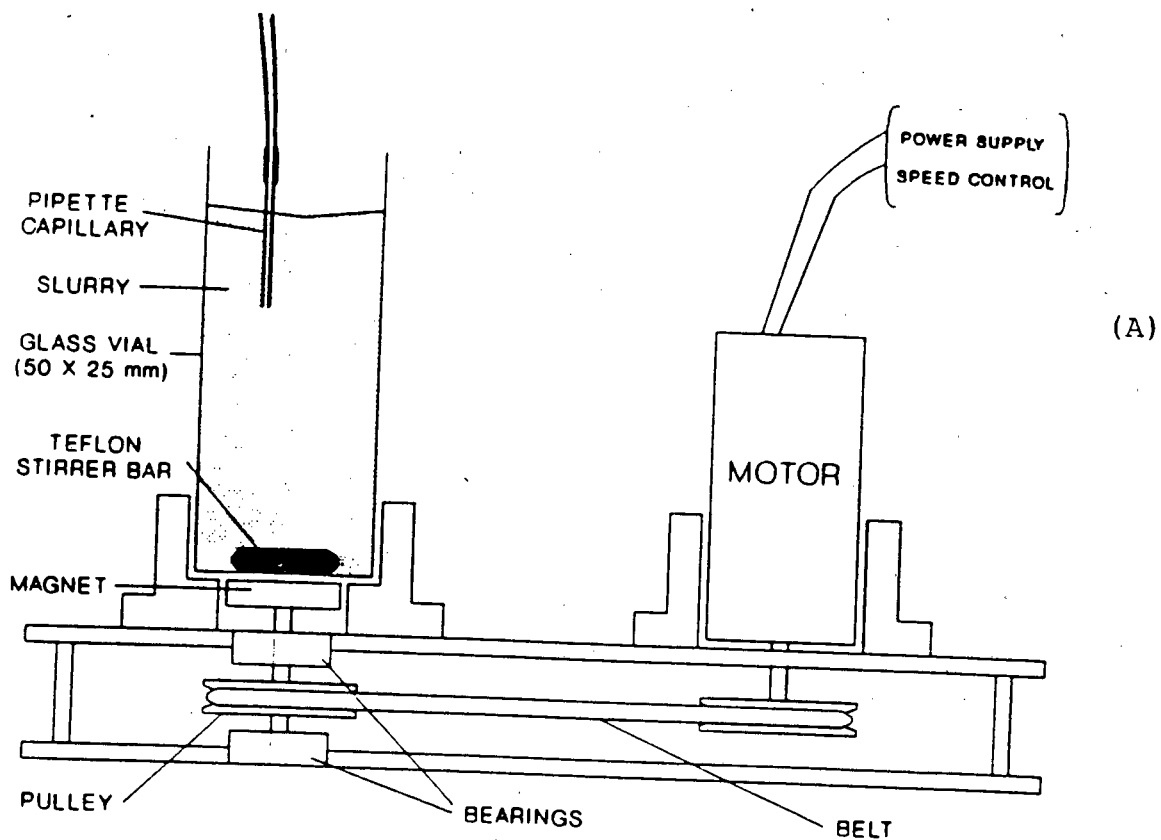 POWER SUPPLY
SPEED CONTROL
PIPETTE
CAPILLARY
SLURRY
GLASS VIAL
(50 X 25 mm)
(A)
TEFLON
STIRRER BAR
MOTOR
MAGNET
PULLEY
BEARINGS
BELT